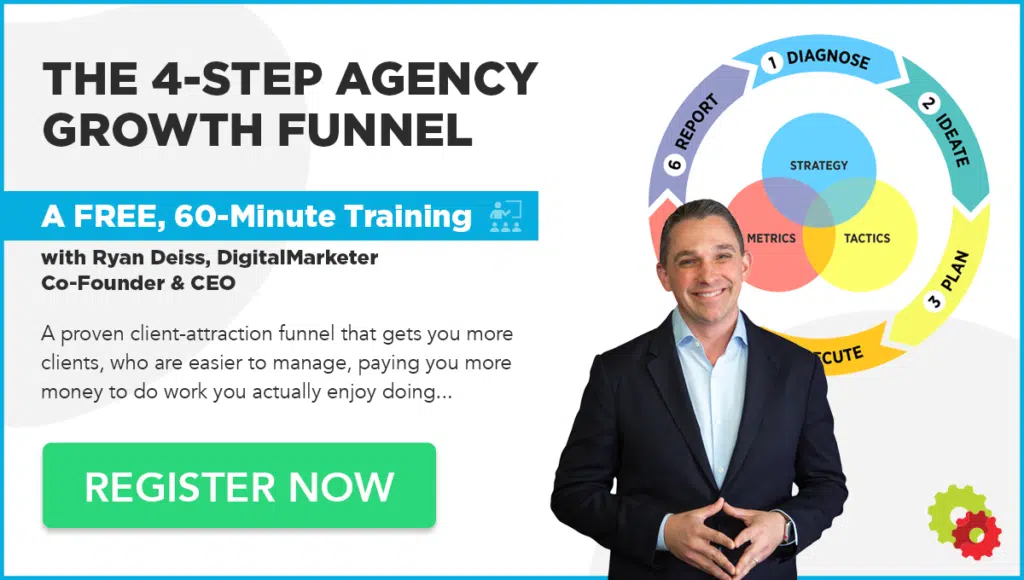 THE 4-STEP AGENCY
GROWTH FUNNEL
A FREE, 60-Minute Training
with Ryan Deiss, DigitalMarketer
Co-Founder & CEO
A proven client-attraction funnel that gets you more
clients, who are easier to manage, paying you more
money to do work you actually enjoy doing...
REGISTER NOW
1 DIAGNOSE
2 IDEATE
3 PLAN
6 REPORT
STRATEGY
METRICS
TACTICS